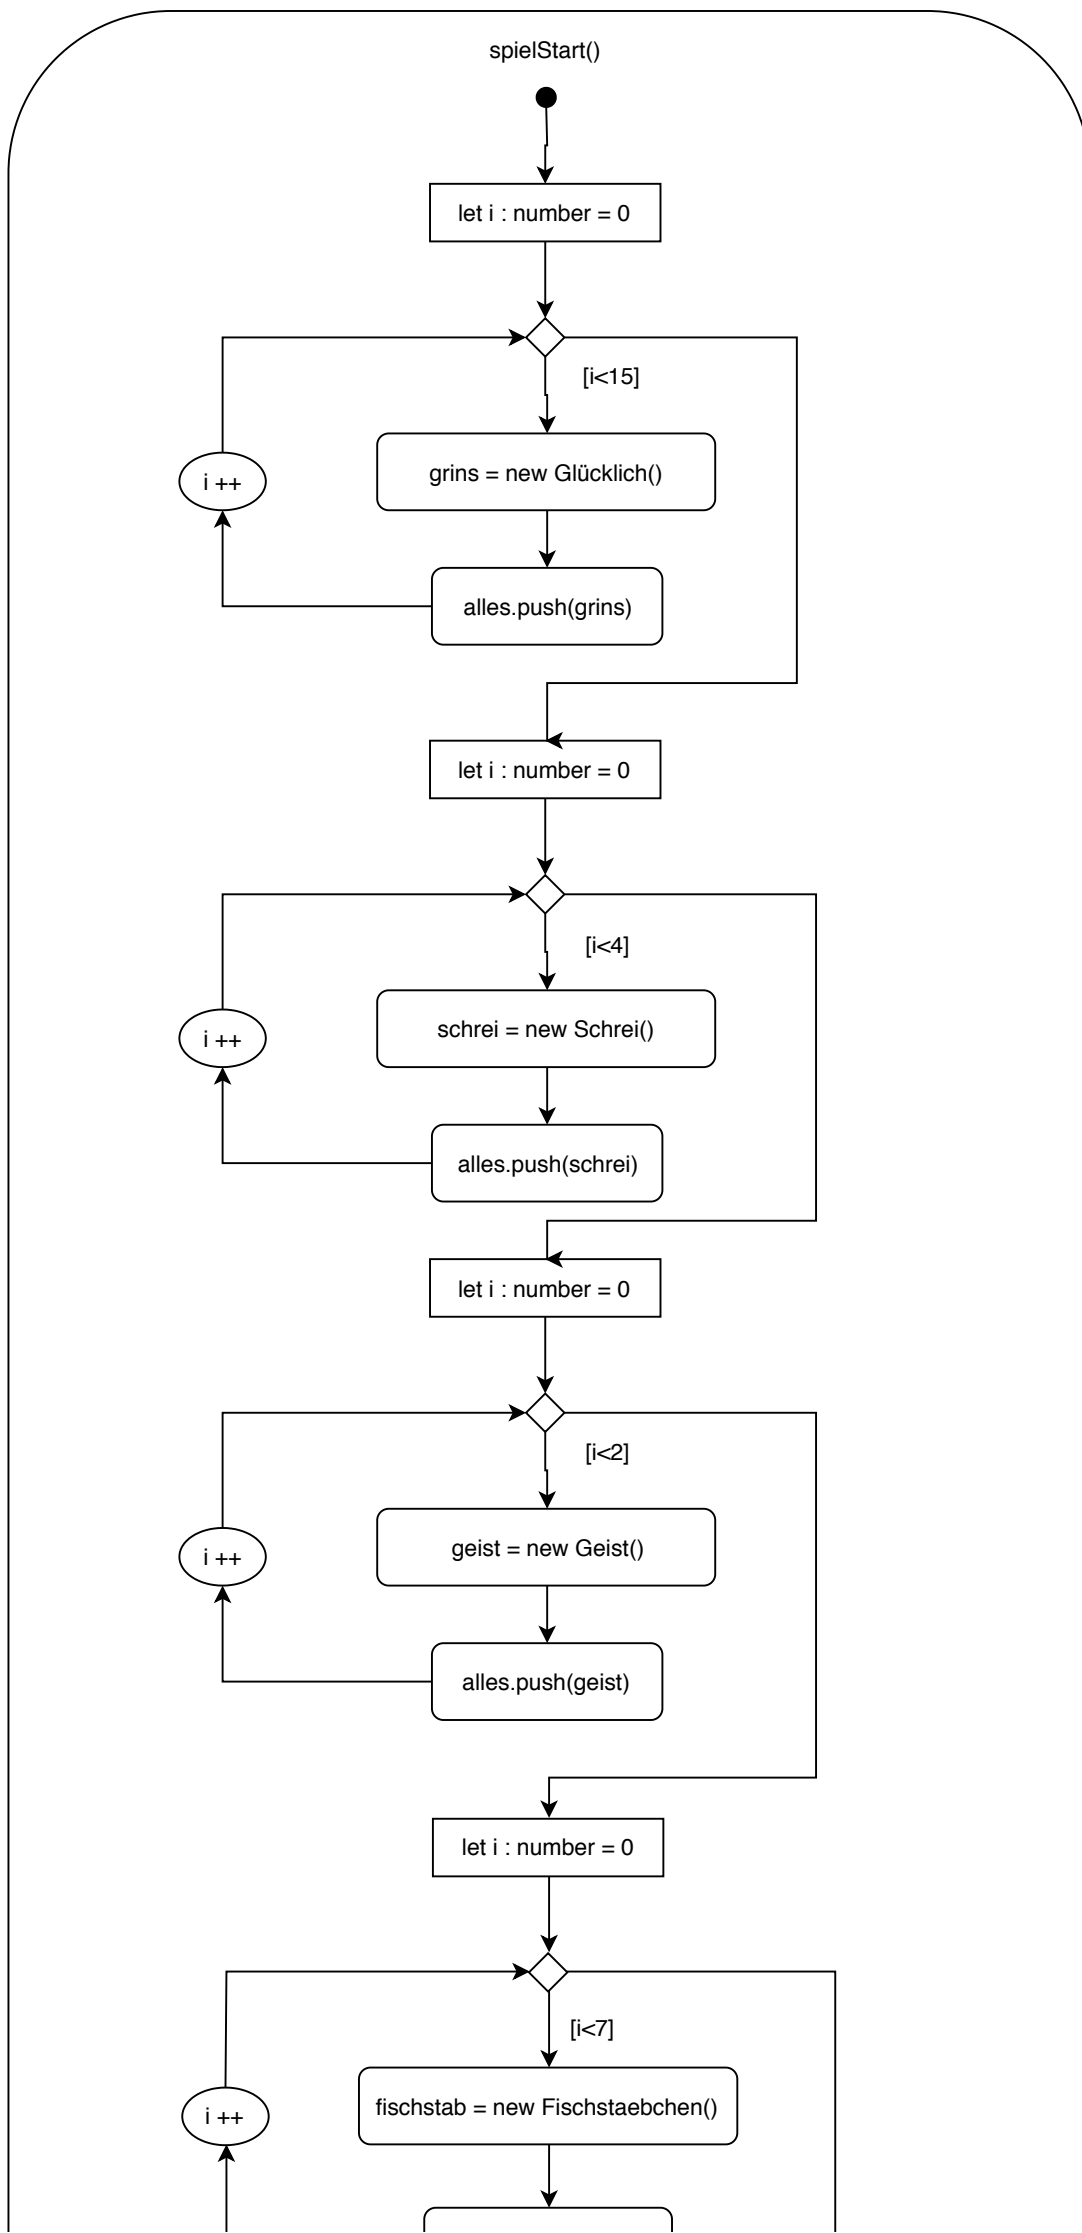 spielStart()
let i : number = 0
[i<15]
grins = new Glücklich()
i ++
alles.push(grins)
let i : number = 0
[i<4]
schrei = new Schrei()
i ++
alles.push(schrei)
let i : number = 0
[i<2]
geist = new Geist()
i ++
alles.push(geist)
let i : number = 0
[i<7]
fischstab = new Fischstaebchen()
i ++